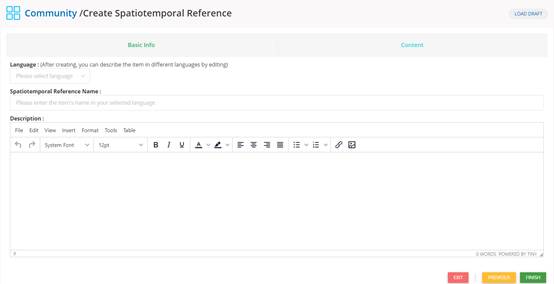 Community /Create Spatiotemporal Reference
LOAD DRAFT
Basic Info
Content
Language : (After creating, you can describe the item in different languages by editing)
Please select language
Spatiotemporal Reference Name :
Please enter the item's name in your selected language
Description :
File Edit View Insert Format Tools Table
System Font 12pt B I U A
P 0 WORDS POWERED BY TINY
EXIT PREVIOUS FINISH